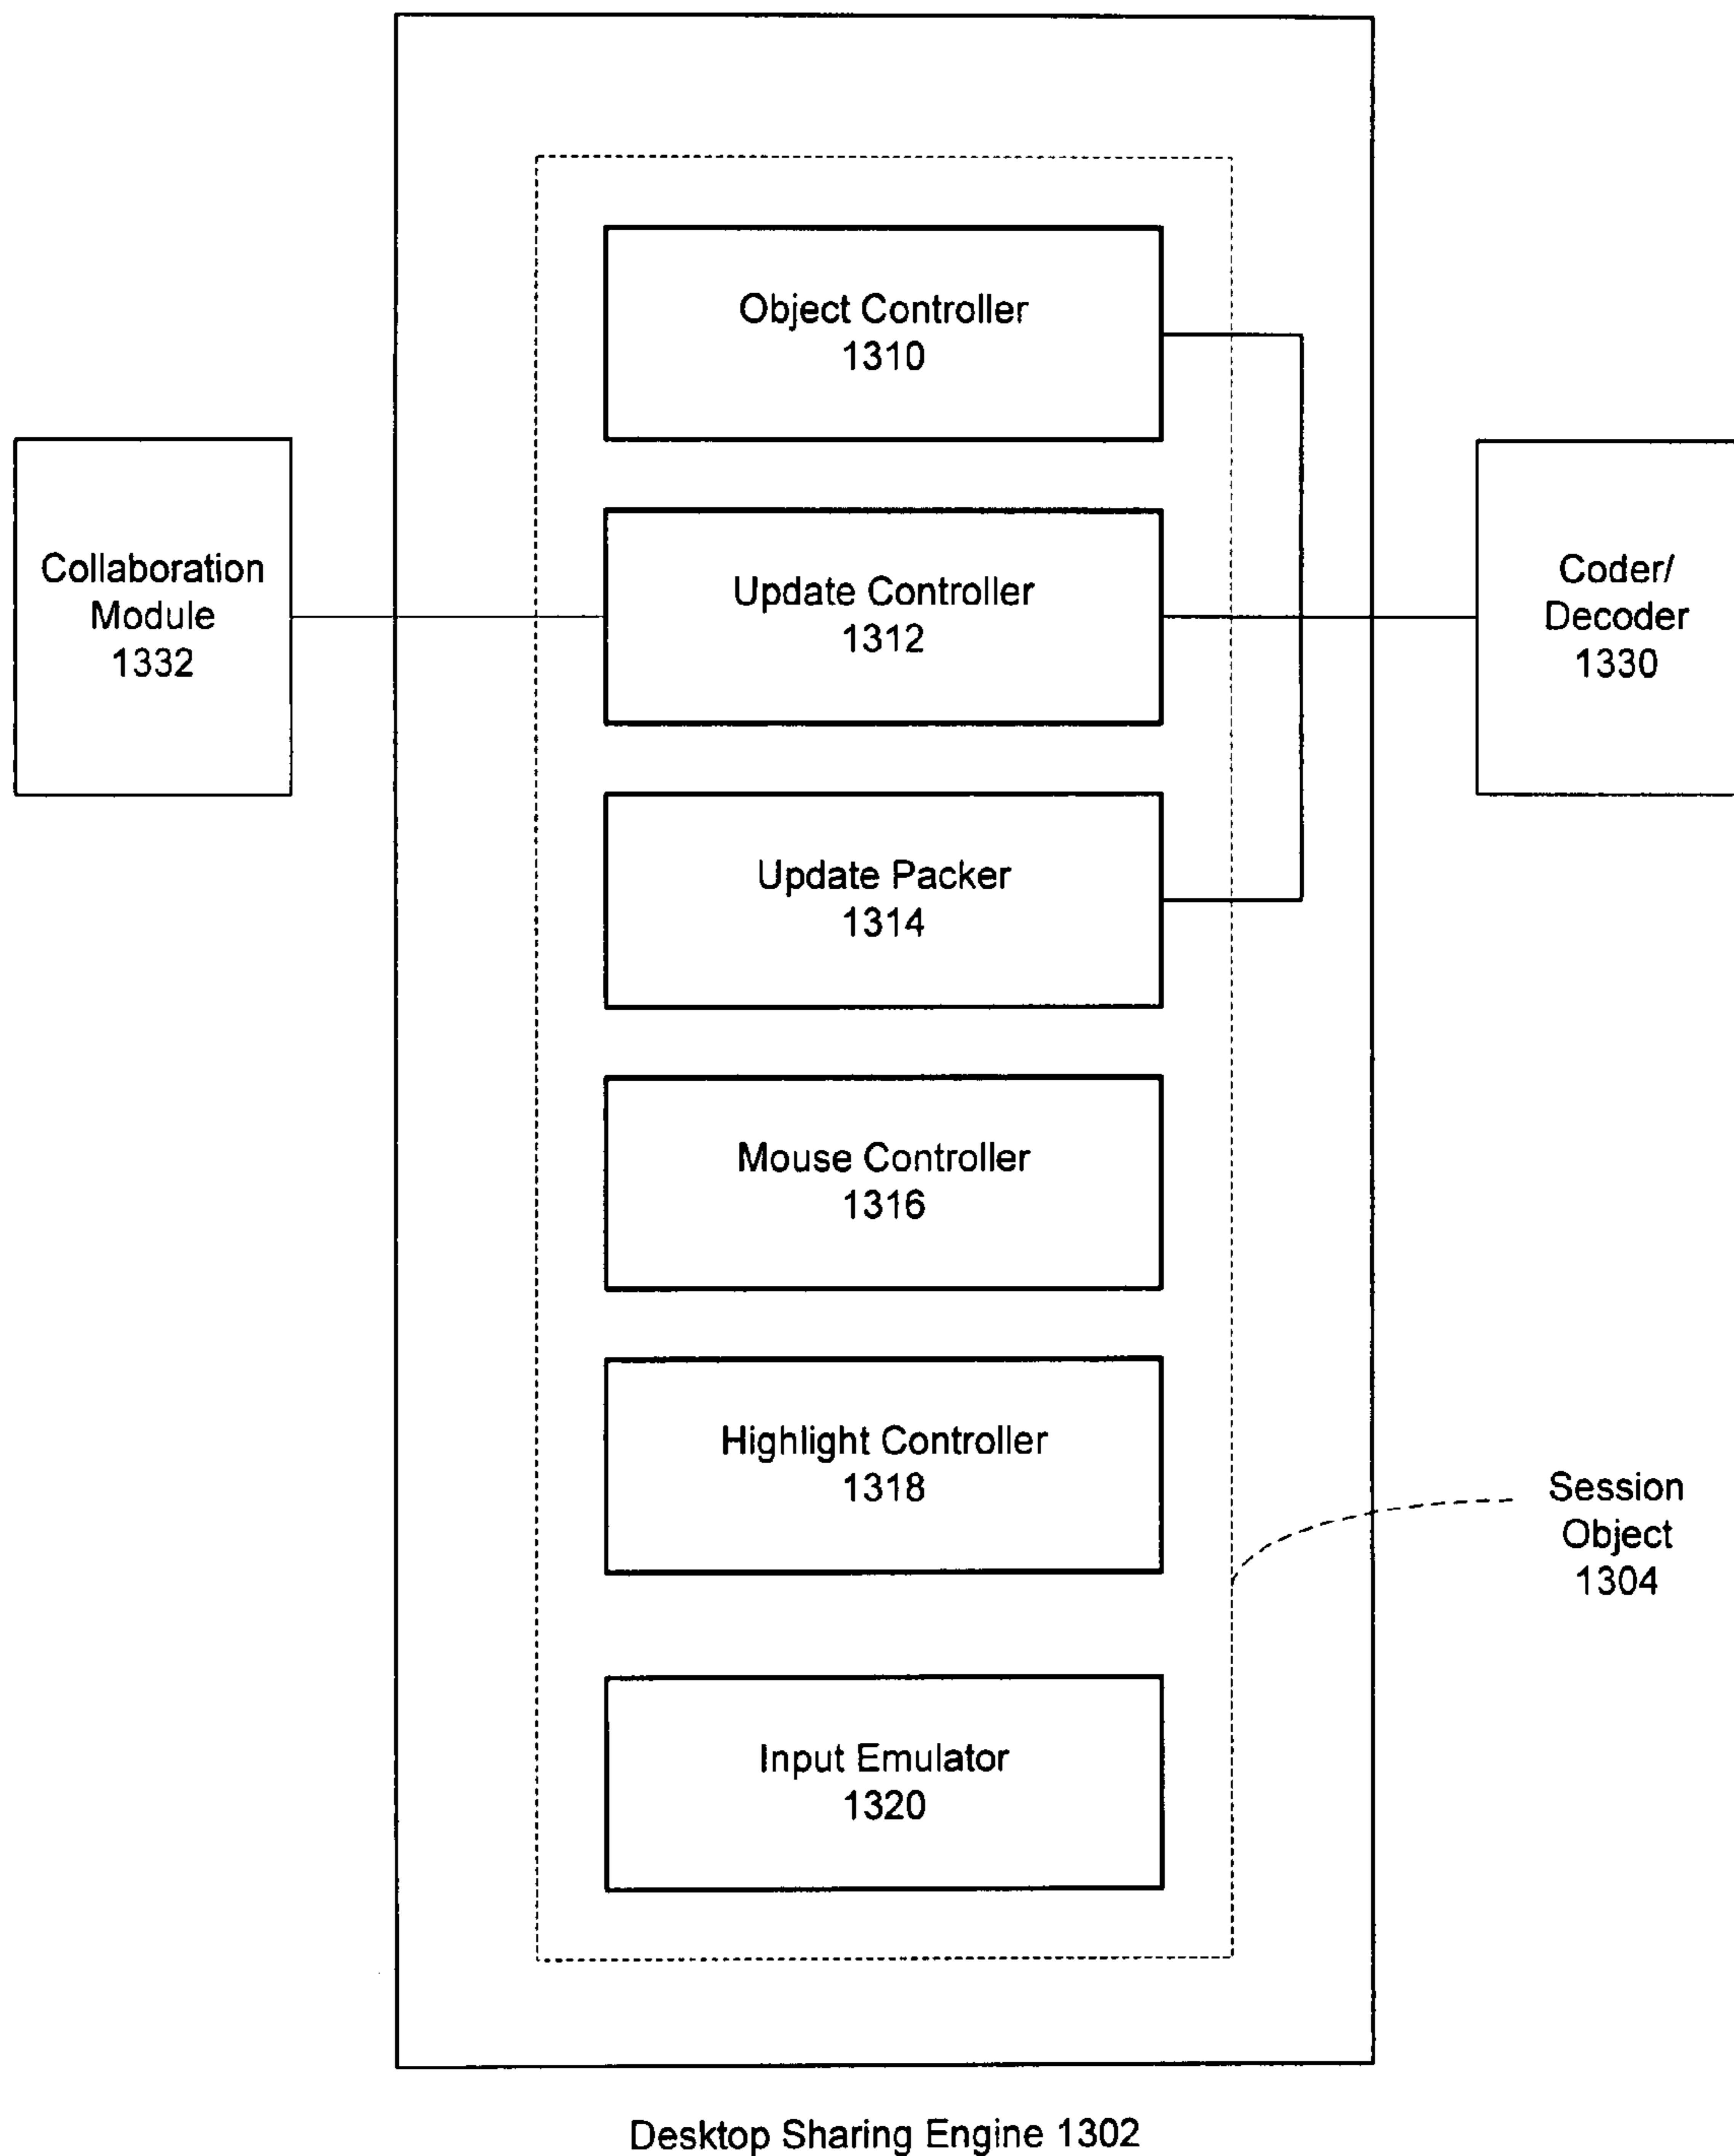 Object Controller
1310
Collaboration
Module
1332
Update Controller
1312
Coder/
Decoder
1330
Update Packer
1314
Mouse Controller
1316
Highlight Controller
1318
Session
Object
1304
Input Emulator
1320
Desktop Sharing Engine 1302